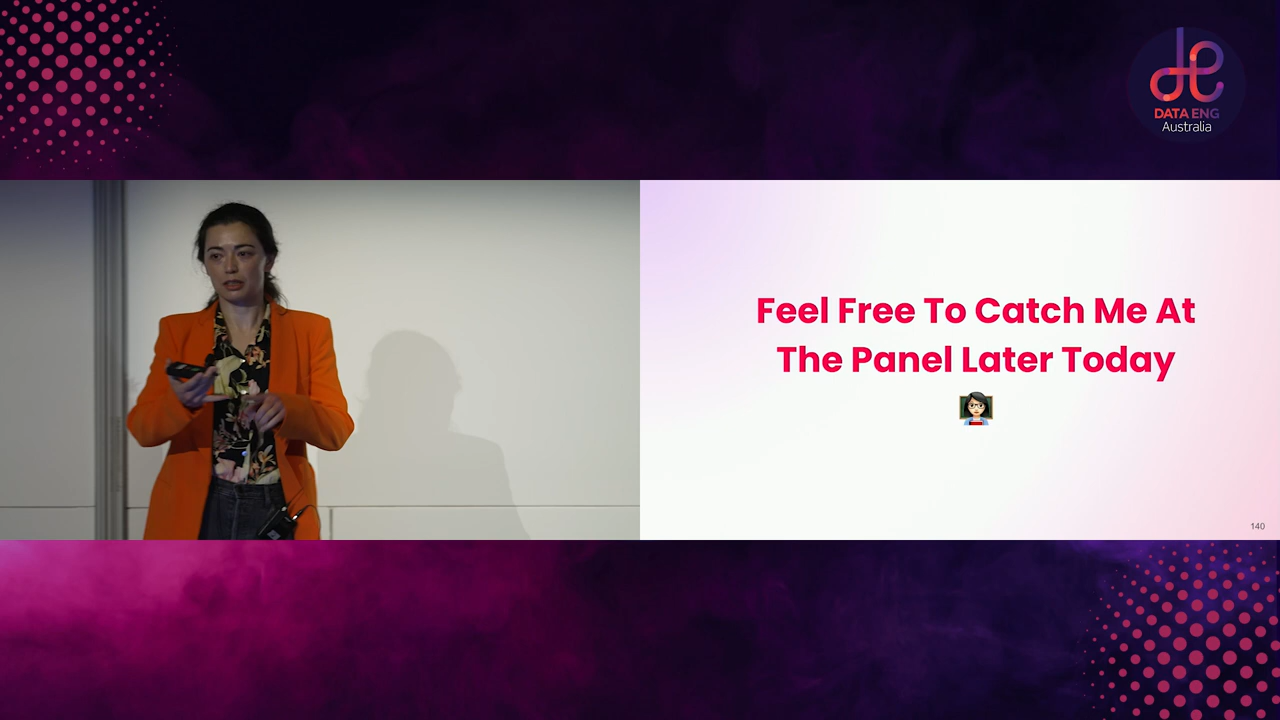 DATA ENG
Australia
Feel Free To Catch Me At
The Panel Later Today
140